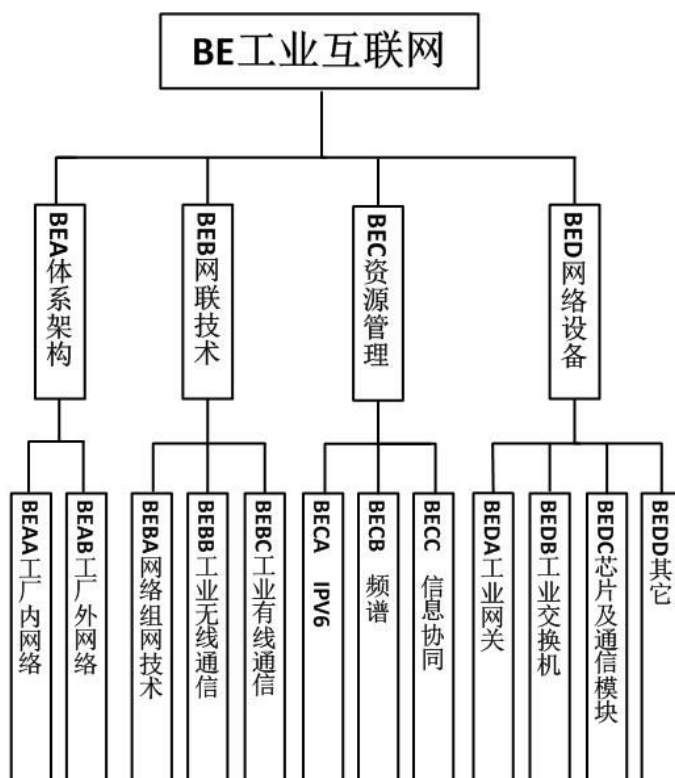 BE工业互联网
BEA体系架构
BEB网联技术
BEC资源管理
BED网络设备
BEAA工厂内网络
BEAB工厂外网络
BEBA网络组网技术
BEBB工业无线通信
BEBC工业有线通信
BECA IPV6
BECB 频谱
BECC 信息协同
BEDA工业网关
BEDB工业交换机
BEDC芯片及通信模块
BEDD其它